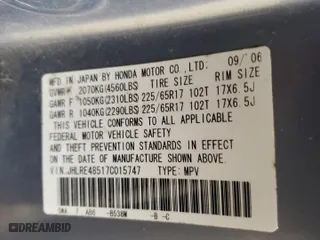 MFD. IN JAPAN BY HONDA MOTOR CO.,LTD. 09/06
GVWR 2070KG(4560LBS) TIRE SIZE RIM SIZE
GAWR F 1050KG(2310LBS) 225/65R17 102T 17X6.5J
GAWR R 1040KG(2290LBS) 225/65R17 102T 17X6.5J
THIS VEHICLE CONFORMS TO ALL APPLICABLE
FEDERAL MOTOR VEHICLE SAFETY AND
THEFT PREVENTION STANDARDS IN EFFECT ON
THE DATE OF MANUFACTURE SHOWN ABOVE.
V.I.N.:JHLRE48517C015747 TYPE: MPV
SWA ABB -B536M -B -C